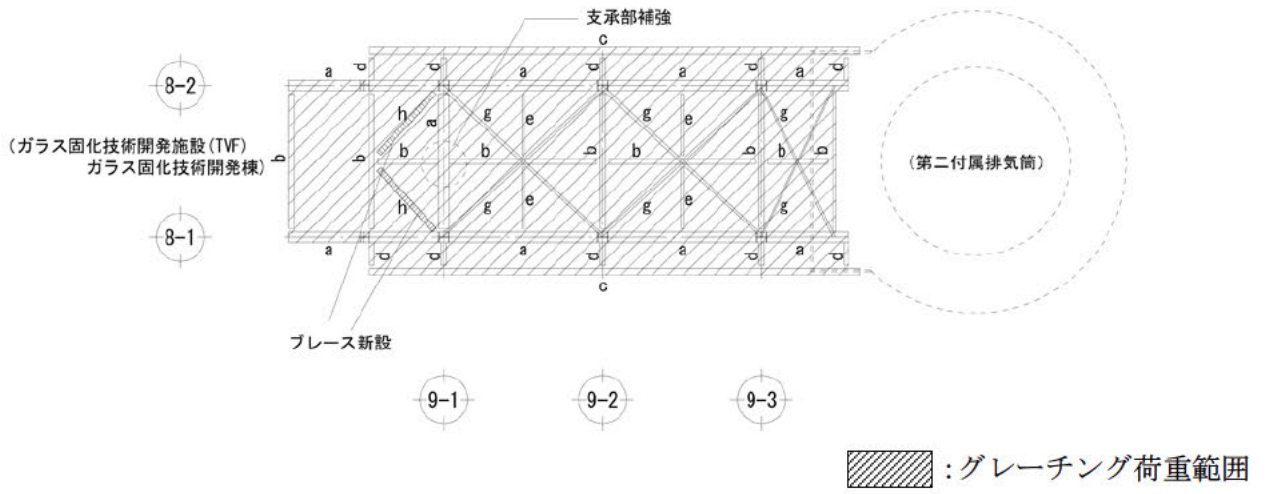 支承部補強
c
d d d d d
a a a a
8-2
h g e g e g
a
(ガラス固化技術開発施設(TVF)
ガラス固化技術開発棟)
b b b b b b b b b
(第二付属排気筒)
h g e g e g
8-1
a a a a
d d d d d
c
ブレース新設
9-1 9-2 9-3
:グレーチング荷重範囲